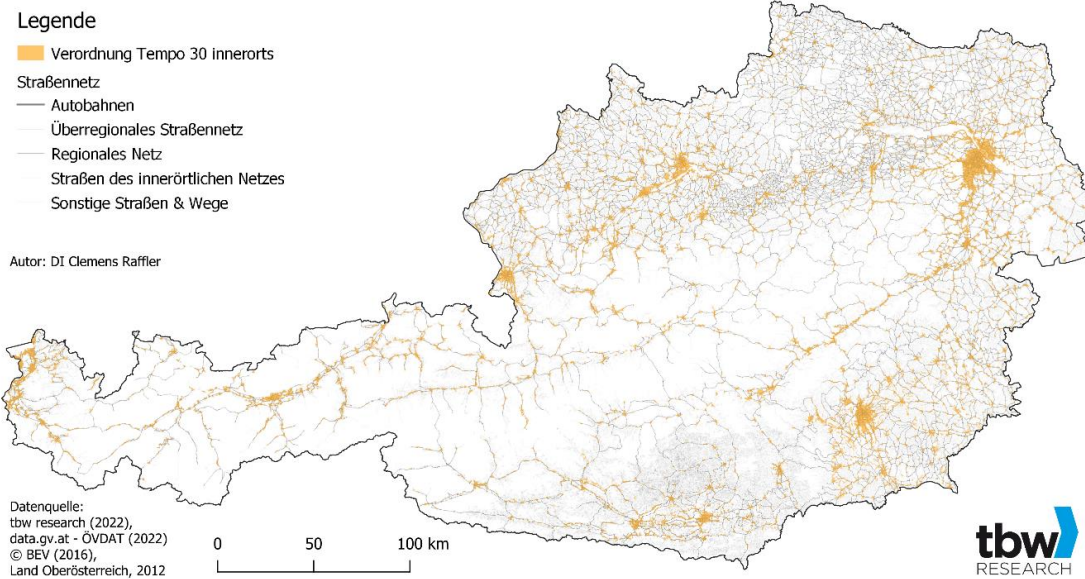 Legende
Verordnung Tempo 30 innerorts
Straßennetz
Autobahnen
Überregionales Straßennetz
Regionales Netz
Straßen des innerörtlichen Netzes
Sonstige Straßen & Wege
Autor: DI Clemens Raffler
Datenquelle:
tbw research (2022),
data.gv.at - ÖVDAT (2022)
© BEV (2016),
Land Oberösterreich, 2012
0 50 100 km
tbw
RESEARCH